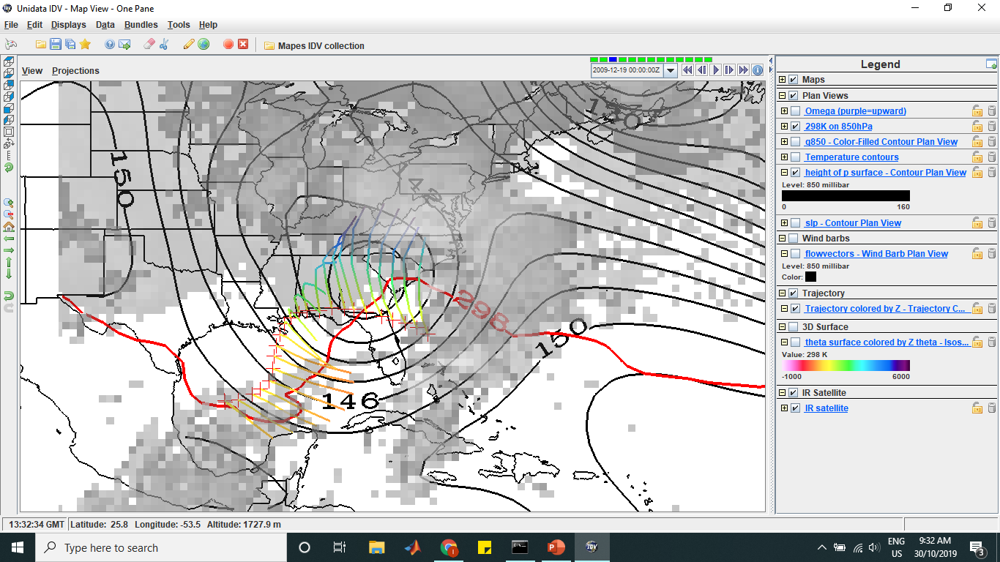 Unidata IDV - Map View - One Pane
File Edit Displays Data Bundles Tools Help
Mapes IDV collection
View Projections
2009-12-19 00:00:00Z
150
298
150
146
Legend
Maps
Plan Views
Omega (purple=upward)
298K on 850hPa
q850 - Color-Filled Contour Plan View
Temperature contours
height of p surface - Contour Plan View
Level: 850 millibar
0 160
slp - Contour Plan View
Wind barbs
flowvectors - Wind Barb Plan View
Level: 850 millibar
Color:
Trajectory
Trajectory colored by Z - Trajectory C...
3D Surface
theta surface colored by Z theta - Isos...
Value: 298 K
-1000 6000
IR Satellite
IR satellite
13:32:34 GMT Latitude: 25.8 Longitude: -53.5 Altitude: 1727.9 m
Type here to search
ENG
US
9:32 AM
30/10/2019
3